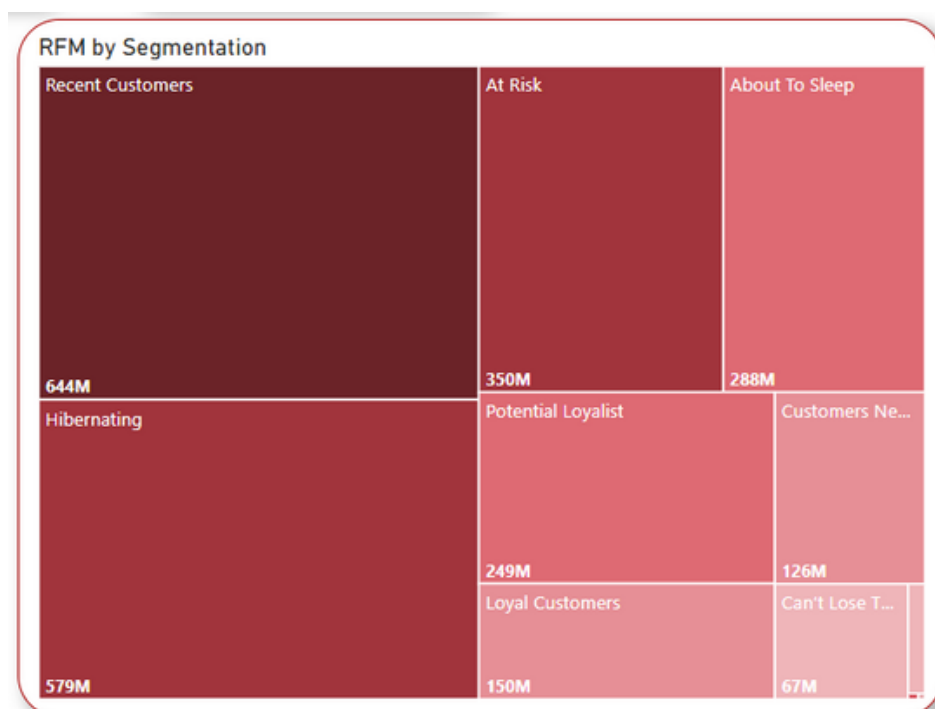 RFM by Segmentation
Recent Customers
644M
Hibernating
579M
At Risk
350M
About To Sleep
288M
Potential Loyalist
249M
Customers Ne...
126M
Loyal Customers
150M
Can't Lose T...
67M